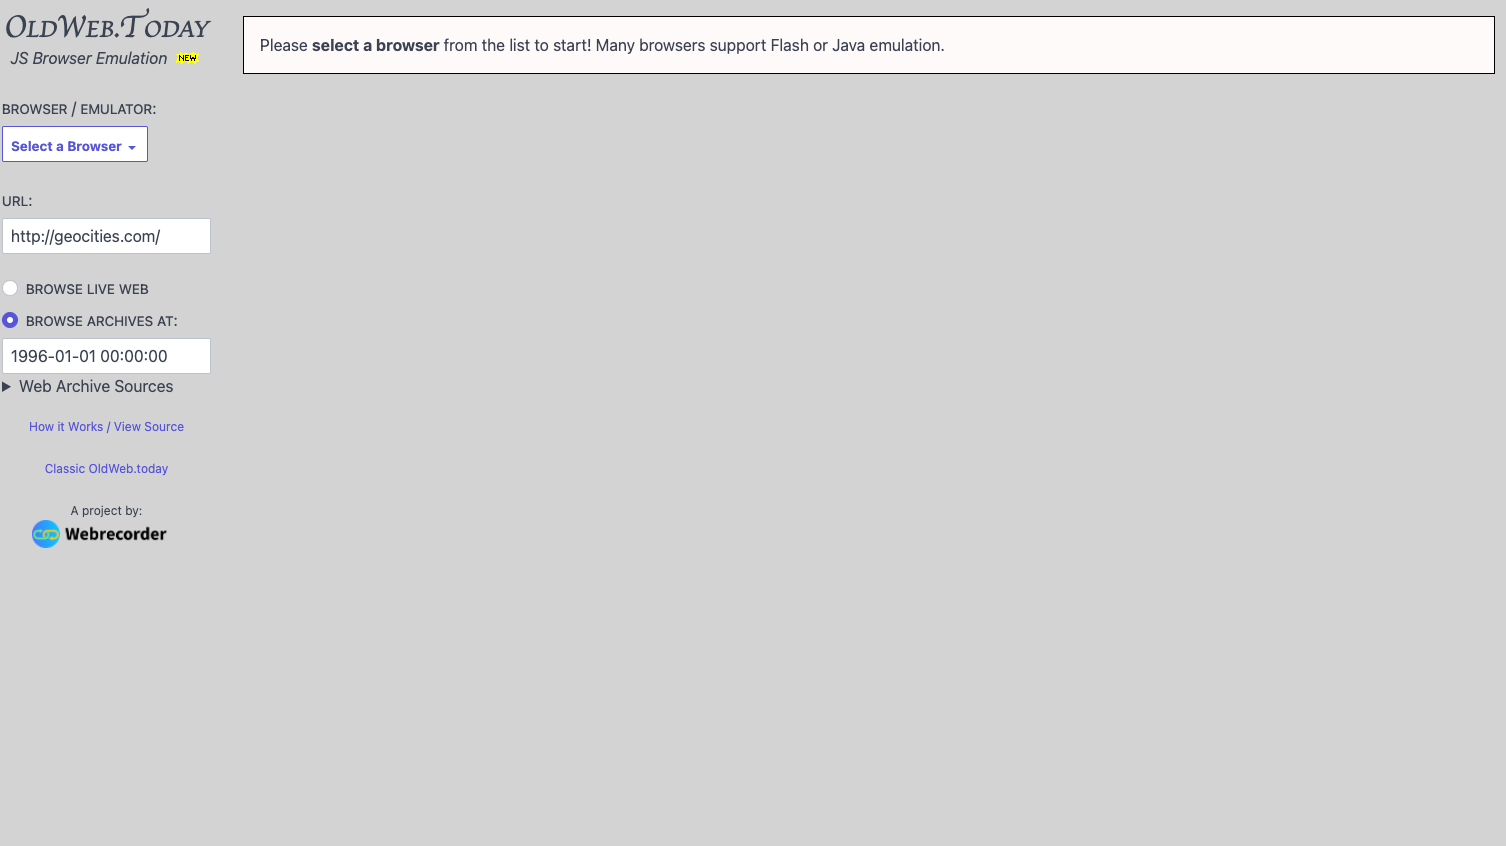 OldWeb.Today
JS Browser Emulation NEW
BROWSER / EMULATOR:
Select a Browser
URL:
http://geocities.com/
BROWSE LIVE WEB
BROWSE ARCHIVES AT:
1996-01-01 00:00:00
Web Archive Sources
How it Works / View Source
Classic OldWeb.today
A project by:
Webrecorder
Please select a browser from the list to start! Many browsers support Flash or Java emulation.